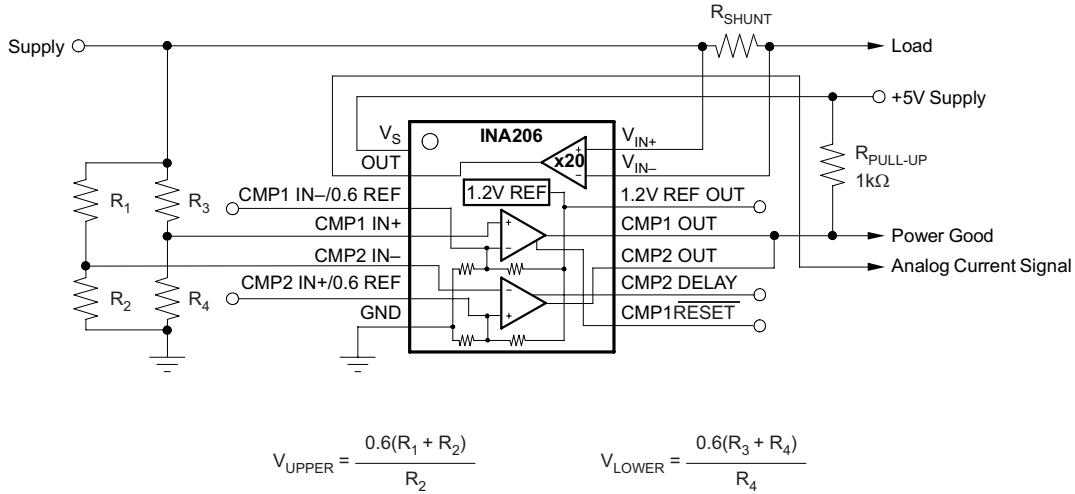 R_SHUNT
Supply
Load
+5V Supply
V_S
INA206
V_IN+
OUT
x20
V_IN–
R_PULL-UP
1kΩ
R_1
R_3
CMP1 IN–/0.6 REF
1.2V REF
1.2V REF OUT
CMP1 IN+
+
–
CMP1 OUT
Power Good
CMP2 IN–
CMP2 OUT
Analog Current Signal
R_2
R_4
CMP2 IN+/0.6 REF
–
+
CMP2 DELAY
GND
CMP1 RESET
V_UPPER = 0.6(R_1 + R_2) / R_2
V_LOWER = 0.6(R_3 + R_4) / R_4